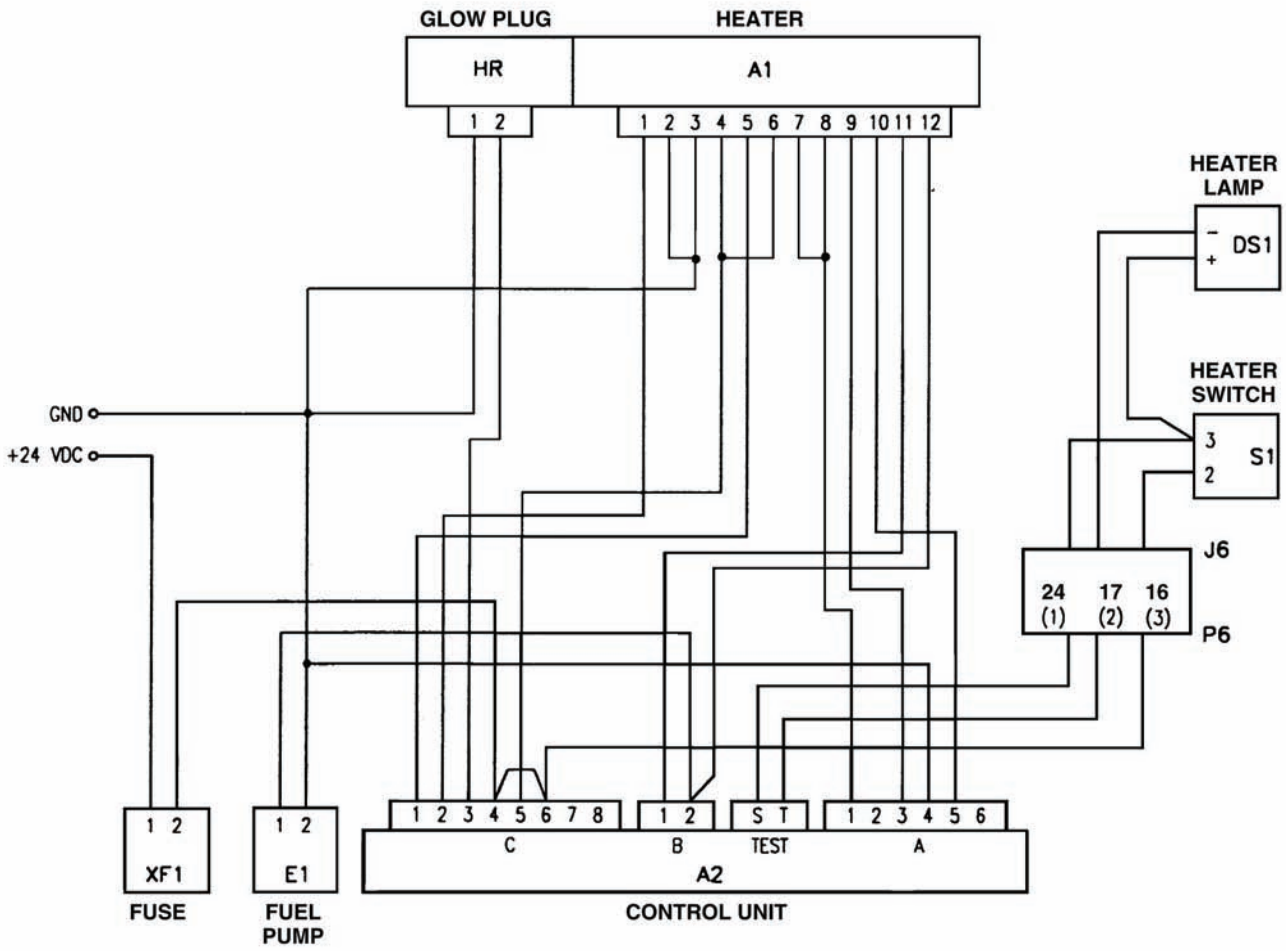 GLOW PLUG HEATER
HR A1
1 2 1 2 3 4 5 6 7 8 9 10 11 12
HEATER
LAMP
-
+
DS1
HEATER
SWITCH
3
2
S1
GND
+24 VDC
J6
24 17 16
(1) (2) (3)
P6
1 2
XF1
FUSE
1 2
E1
FUEL
PUMP
1 2 3 4 5 6 7 8 1 2 S T 1 2 3 4 5 6
C B TEST A
A2
CONTROL UNIT